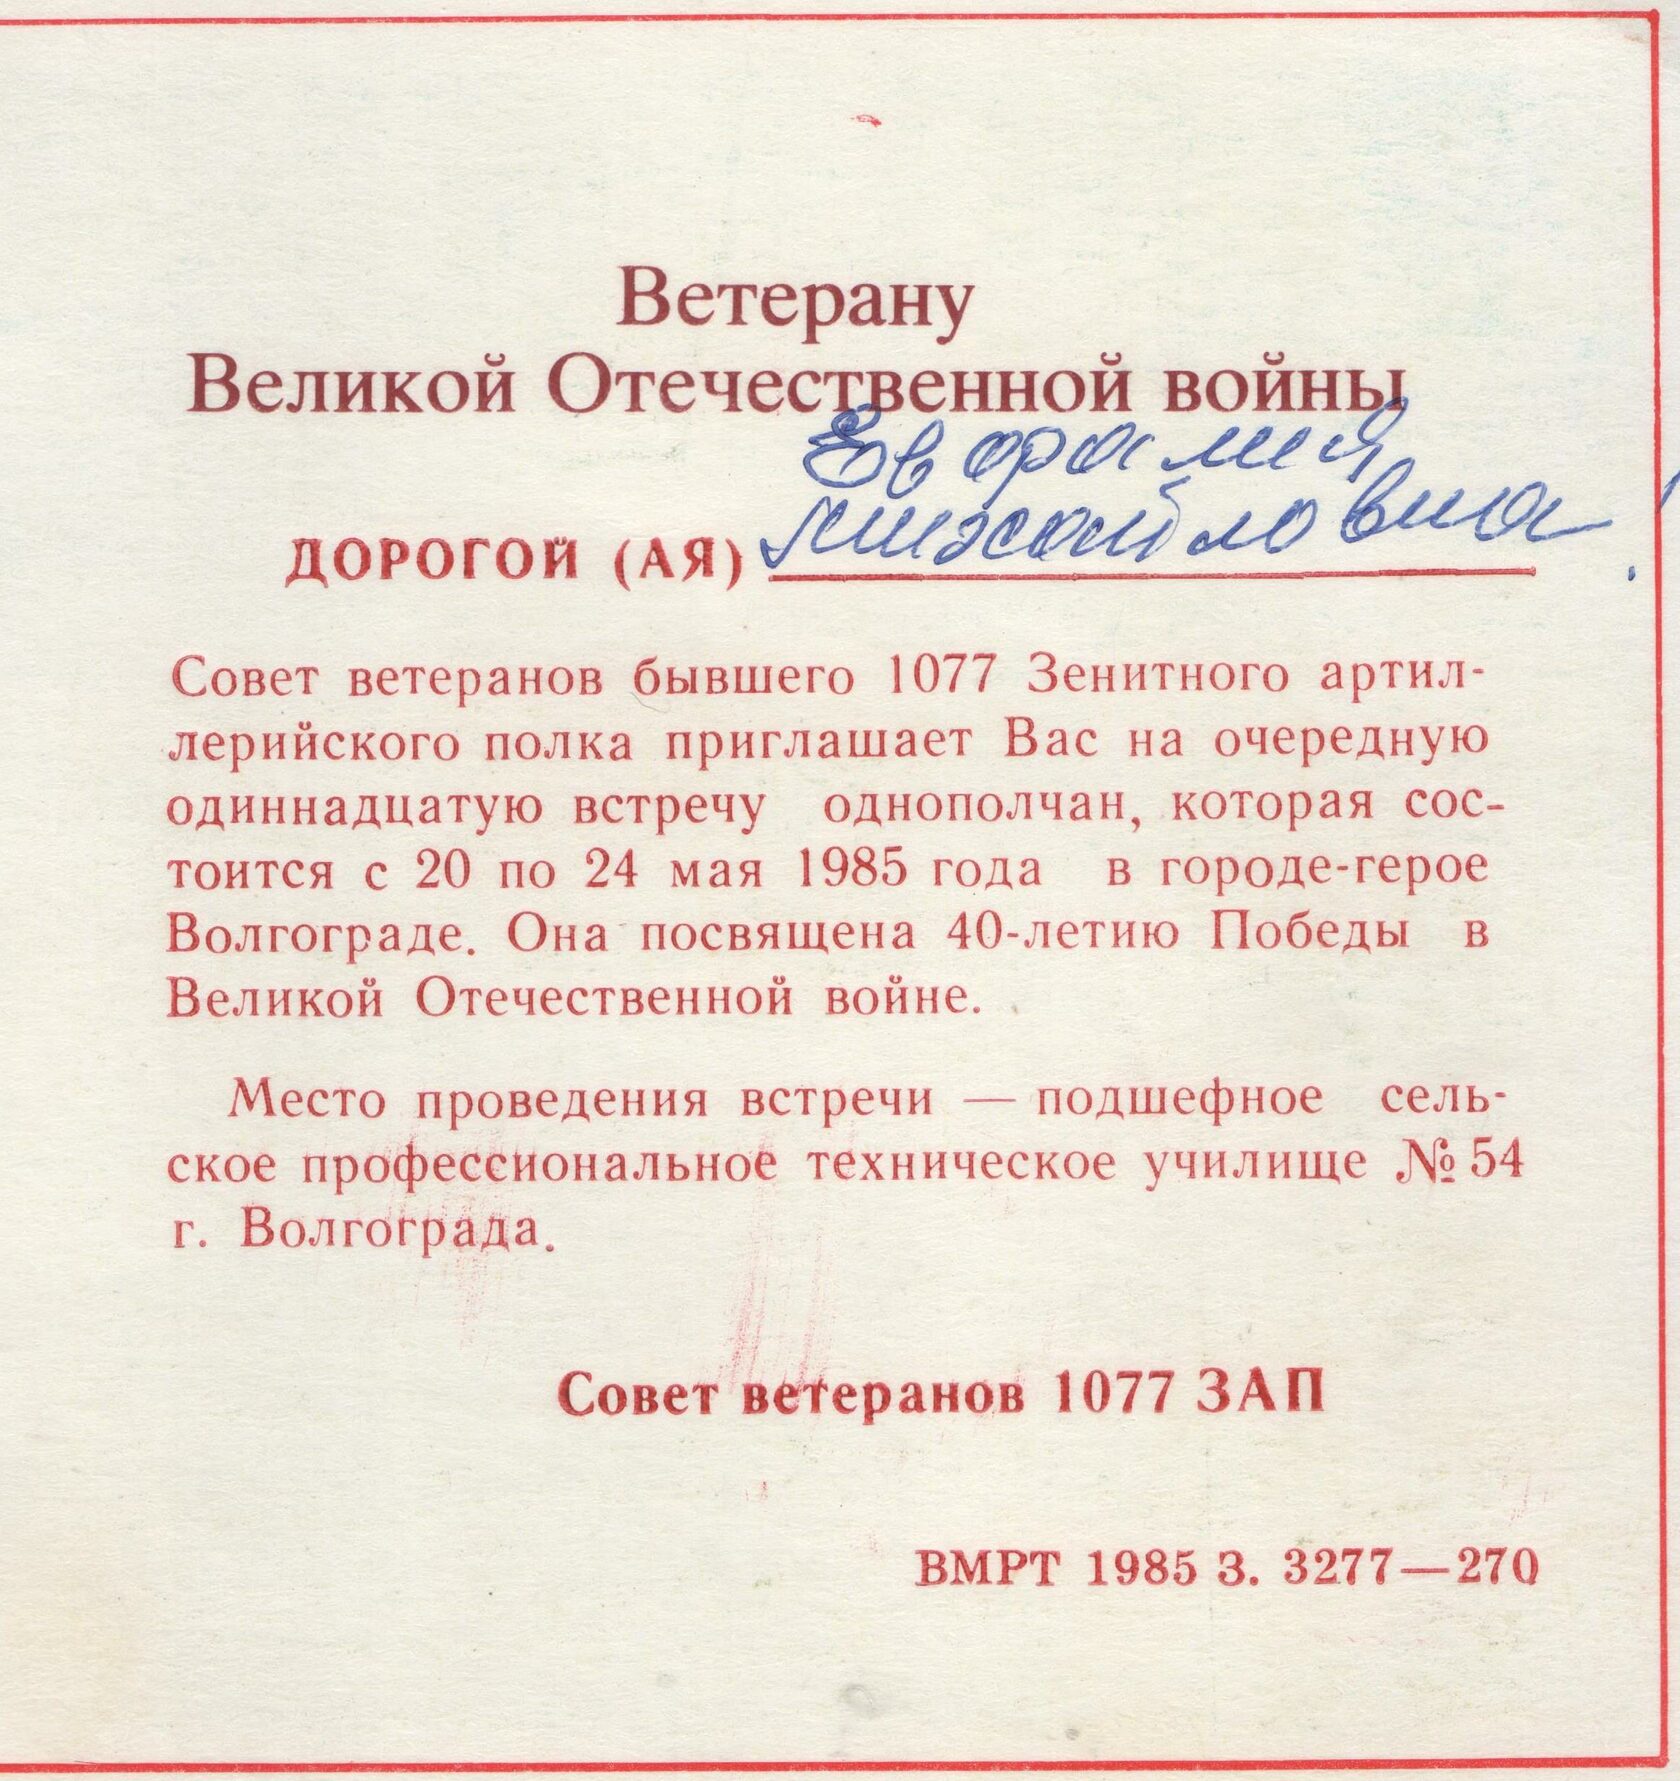 Ветерану
Великой Отечественной войны
Ефрамия
Михайловна!
ДОРОГОЙ (АЯ)
Совет ветеранов бывшего 1077 Зенитного артил-
лерийского полка приглашает Вас на очередную
одиннадцатую встречу однополчан, которая сос-
тоится с 20 по 24 мая 1985 года в городе-герое
Волгограде. Она посвящена 40-летию Победы в
Великой Отечественной войне.
Место проведения встречи — подшефное сель-
ское профессиональное техническое училище № 54
г. Волгограда.
Совет ветеранов 1077 ЗАП
ВМРТ 1985 З. 3277—270